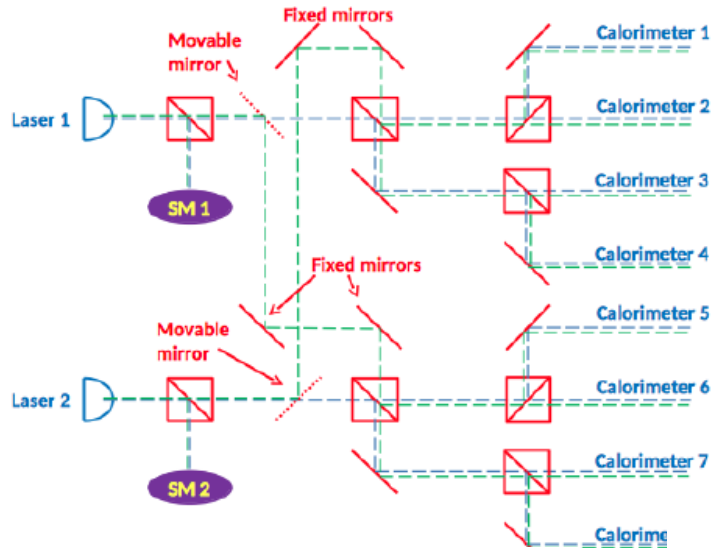 Fixed mirrors
Calorimeter 1
Movable
mirror
Laser 1
Calorimeter 2
SM 1
Calorimeter 3
Calorimeter 4
Fixed mirrors
Calorimeter 5
Movable
mirror
Laser 2
Calorimeter 6
SM 2
Calorimeter 7
Calorime